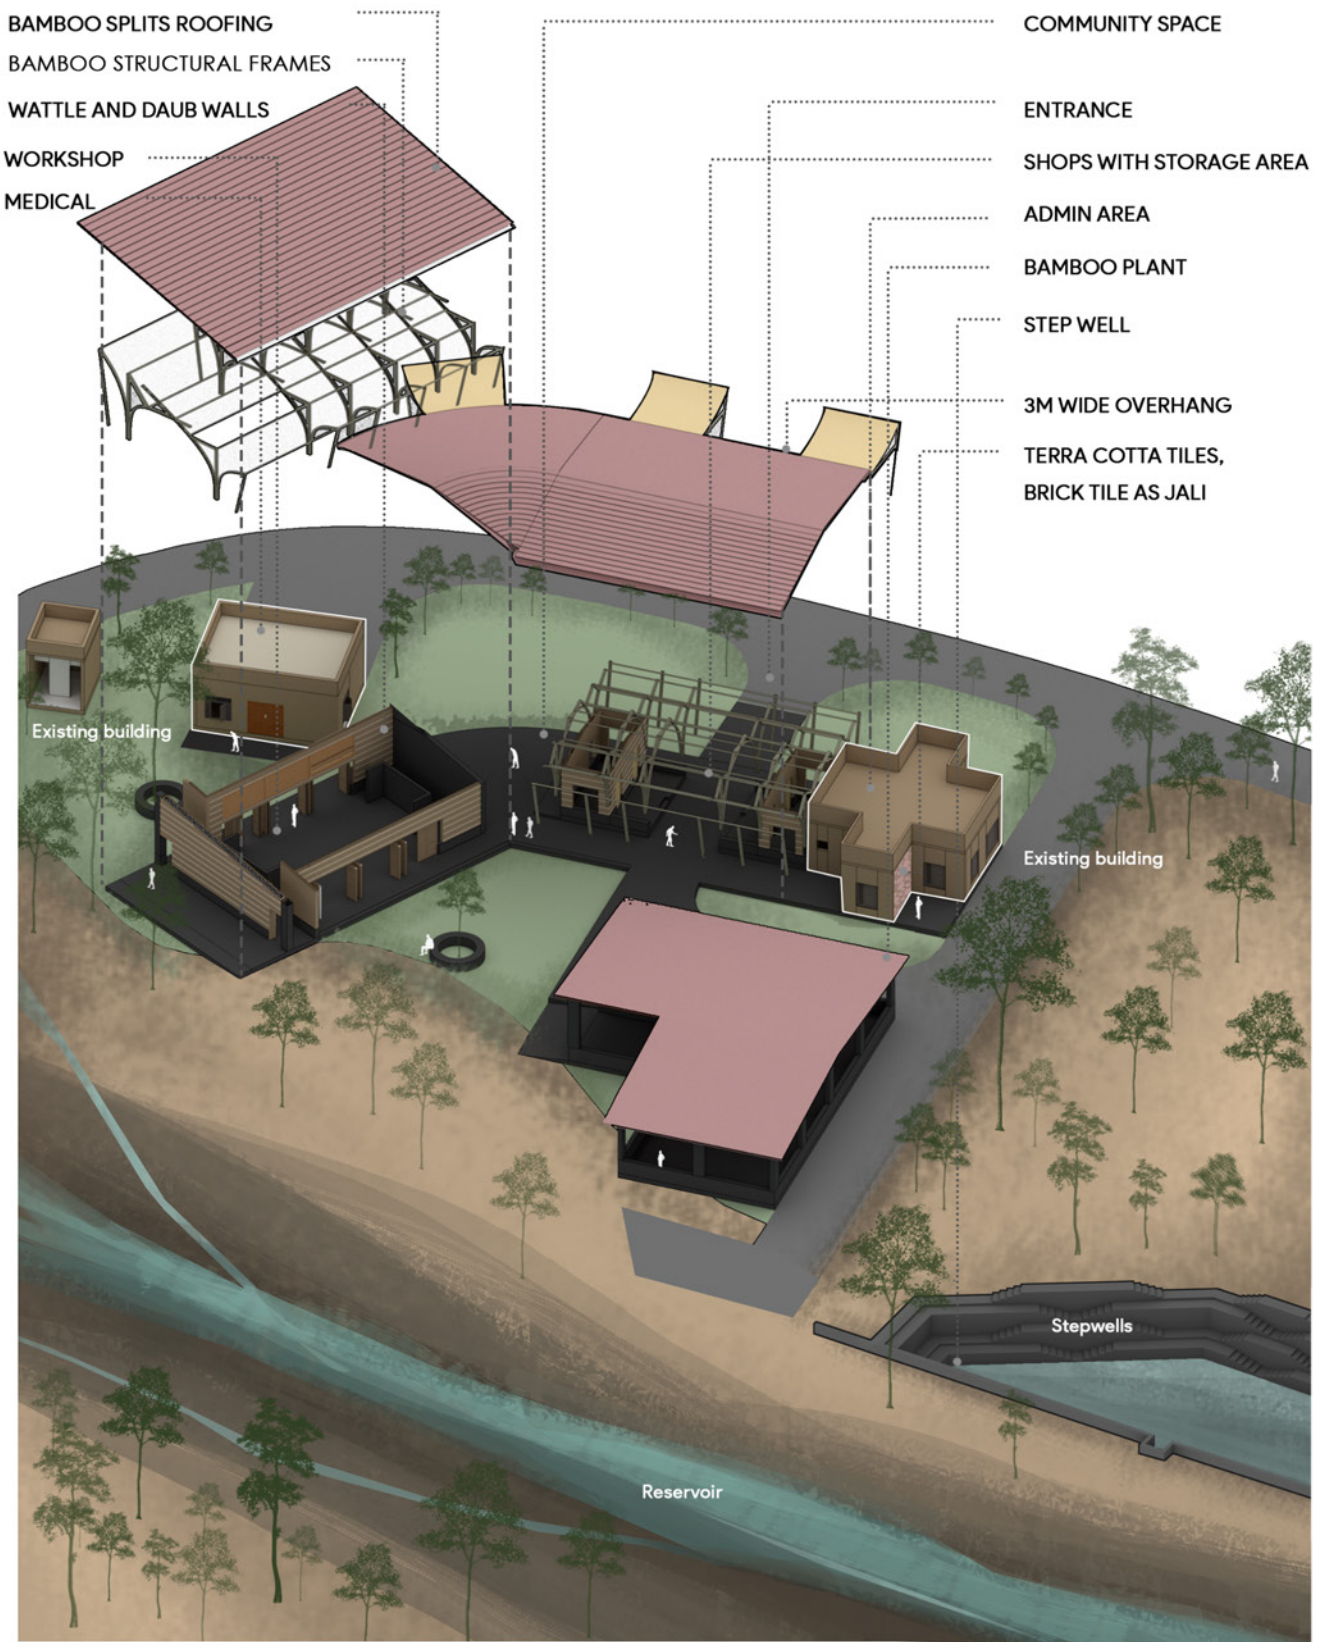 BAMBOO SPLITS ROOFING
BAMBOO STRUCTURAL FRAMES
WATTLE AND DAUB WALLS
WORKSHOP
MEDICAL
COMMUNITY SPACE
ENTRANCE
SHOPS WITH STORAGE AREA
ADMIN AREA
BAMBOO PLANT
STEP WELL
3M WIDE OVERHANG
TERRA COTTA TILES,
BRICK TILE AS JALI
Existing building
Existing building
Stepwells
Reservoir